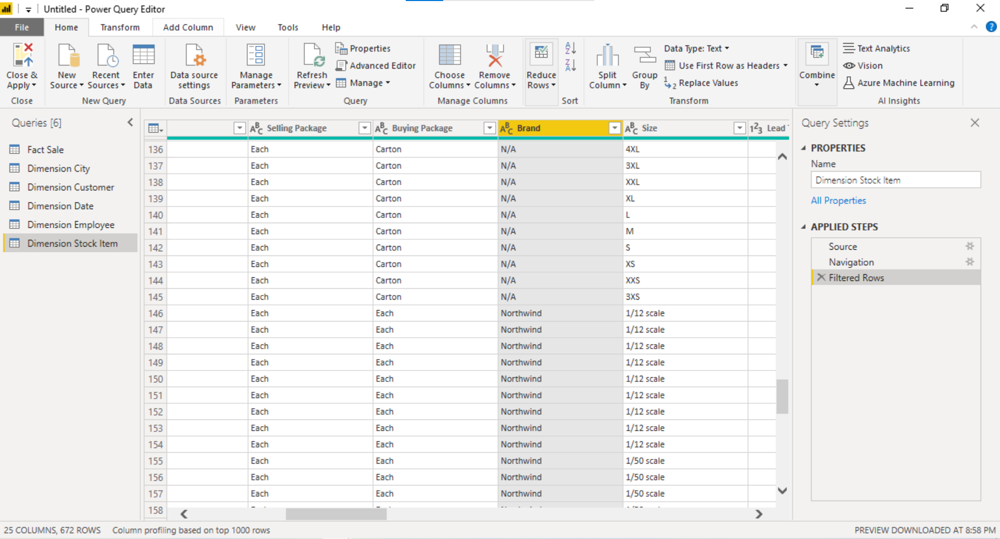 Untitled - Power Query Editor
File Home Transform Add Column View Tools Help
Close & Apply
Close
New Source
Recent Sources
Enter Data
New Query
Data source settings
Data Sources
Manage Parameters
Parameters
Refresh Preview
Properties
Advanced Editor
Manage
Query
Choose Columns
Remove Columns
Manage Columns
Reduce Rows
Sort
Split Column
Group By
Data Type: Text
Use First Row as Headers
Replace Values
Transform
Combine
Text Analytics
Vision
Azure Machine Learning
AI Insights
Queries [6]
Fact Sale
Dimension City
Dimension Customer
Dimension Date
Dimension Employee
Dimension Stock Item
Selling Package Buying Package Brand Size Lead
136 Each Carton N/A 4XL
137 Each Carton N/A 3XL
138 Each Carton N/A XXL
139 Each Carton N/A XL
140 Each Carton N/A L
141 Each Carton N/A M
142 Each Carton N/A S
143 Each Carton N/A XS
144 Each Carton N/A XXS
145 Each Carton N/A 3XS
146 Each Each Northwind 1/12 scale
147 Each Each Northwind 1/12 scale
148 Each Each Northwind 1/12 scale
149 Each Each Northwind 1/12 scale
150 Each Each Northwind 1/12 scale
151 Each Each Northwind 1/12 scale
152 Each Each Northwind 1/12 scale
153 Each Each Northwind 1/12 scale
154 Each Each Northwind 1/12 scale
155 Each Each Northwind 1/50 scale
156 Each Each Northwind 1/50 scale
157 Each Each Northwind 1/50 scale
158
Query Settings
PROPERTIES
Name
Dimension Stock Item
All Properties
APPLIED STEPS
Source
Navigation
Filtered Rows
25 COLUMNS, 672 ROWS Column profiling based on top 1000 rows
PREVIEW DOWNLOADED AT 8:58 PM